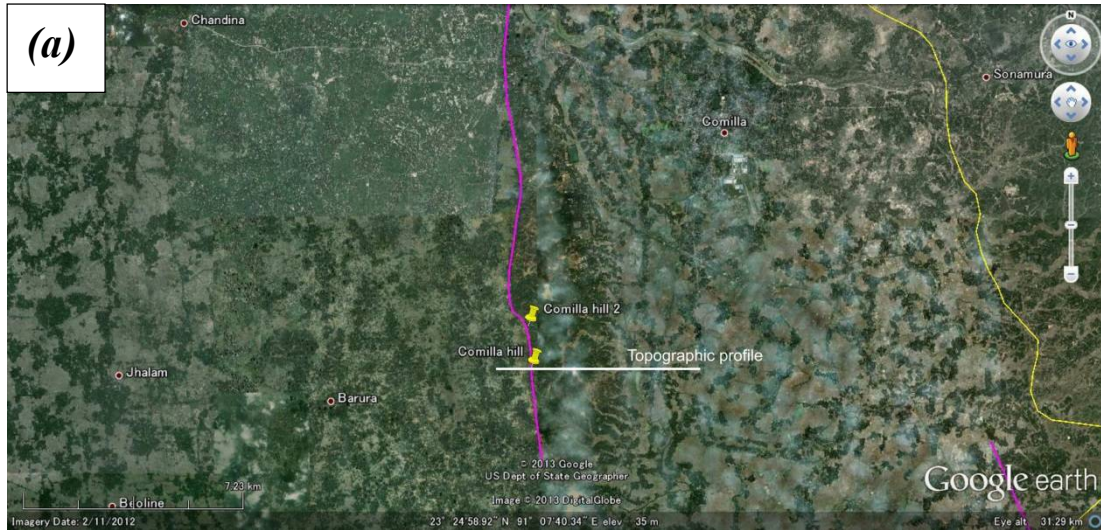 (a)
Chandina
N
Sonamura
Comilla
Comilla hill 2
Comilla hill
Topographic profile
Jhalam
Barura
© 2013 Google
US Dept of State Geographer
7.23 km
Image © 2013 DigitalGlobe
Google earth
Imagery Date: 2/11/2012
23° 24'58.92" N 91° 07'40.34" E elev 35 m
Eye alt 31.29 km